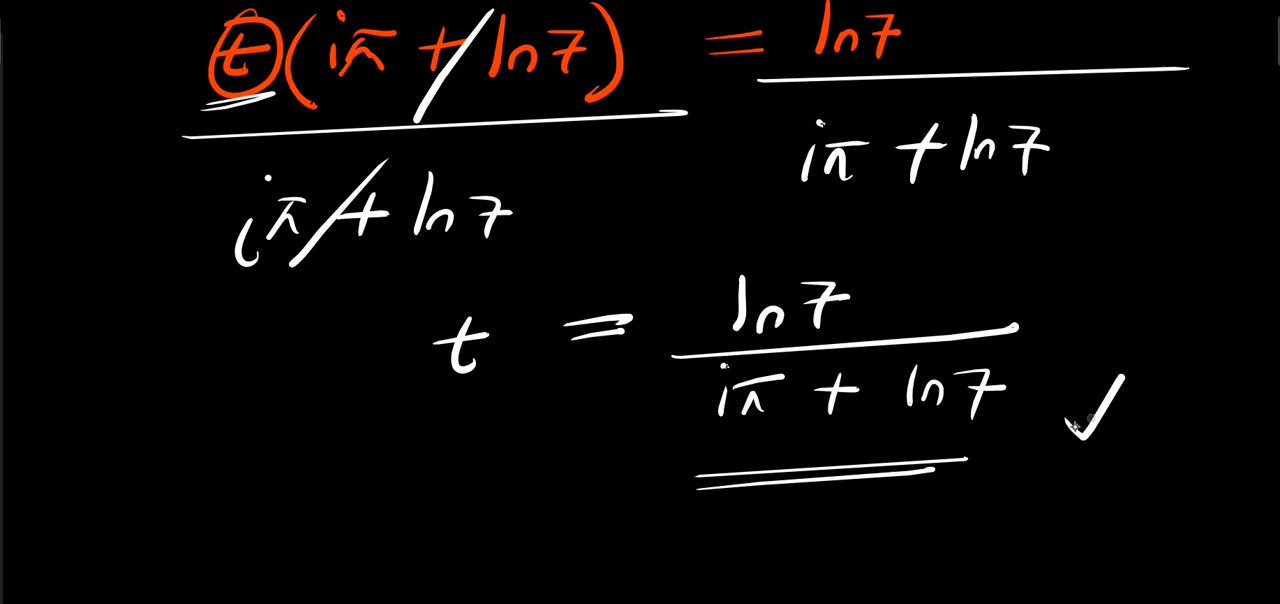 t(iπ + ln7) = ln7
iπ + ln7
iπ + ln7
t = ln7
iπ + ln7